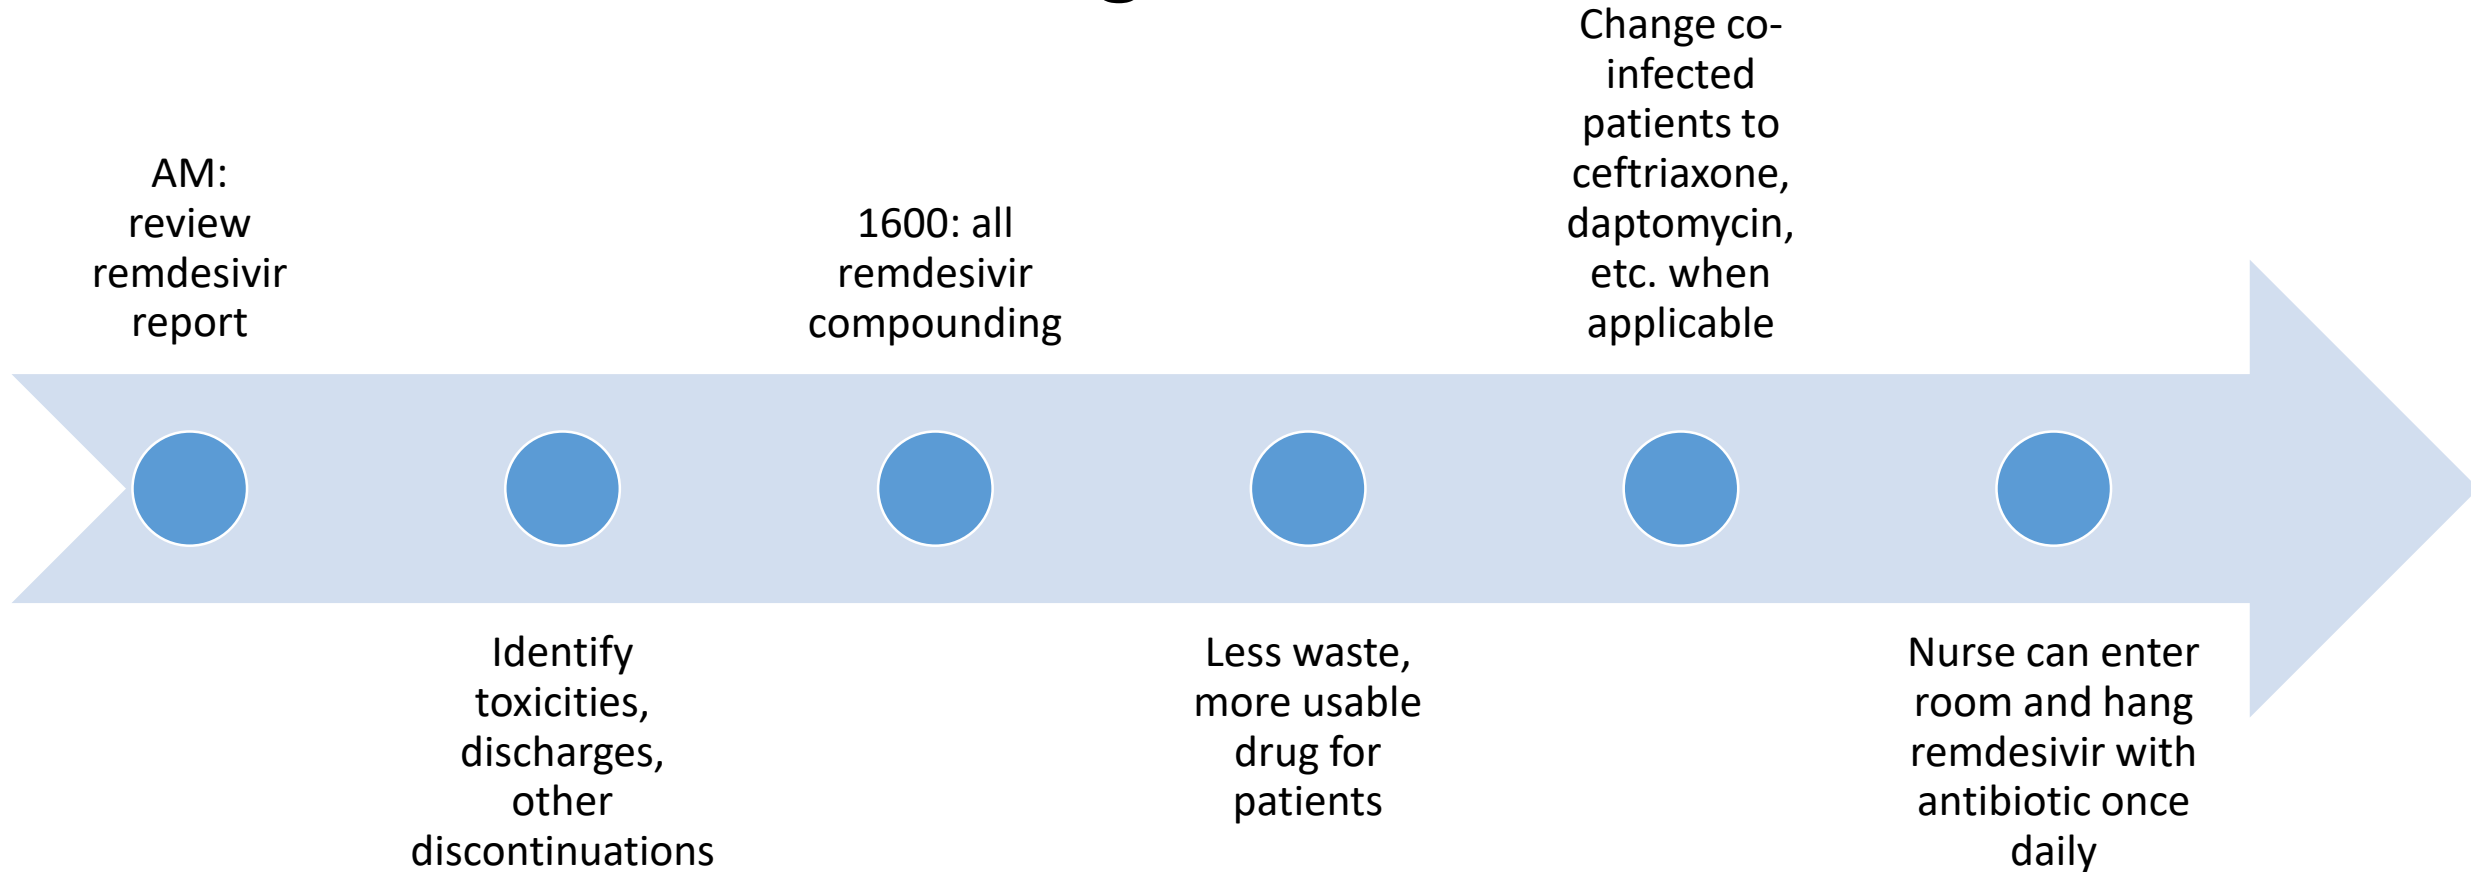 AM:
review
remdesivir
report
Identify
toxicities,
discharges,
other
discontinuations
1600: all
remdesivir
compounding
Less waste,
more usable
drug for
patients
Change co-
infected
patients to
ceftriaxone,
daptomycin,
etc. when
applicable
Nurse can enter
room and hang
remdesivir with
antibiotic once
daily